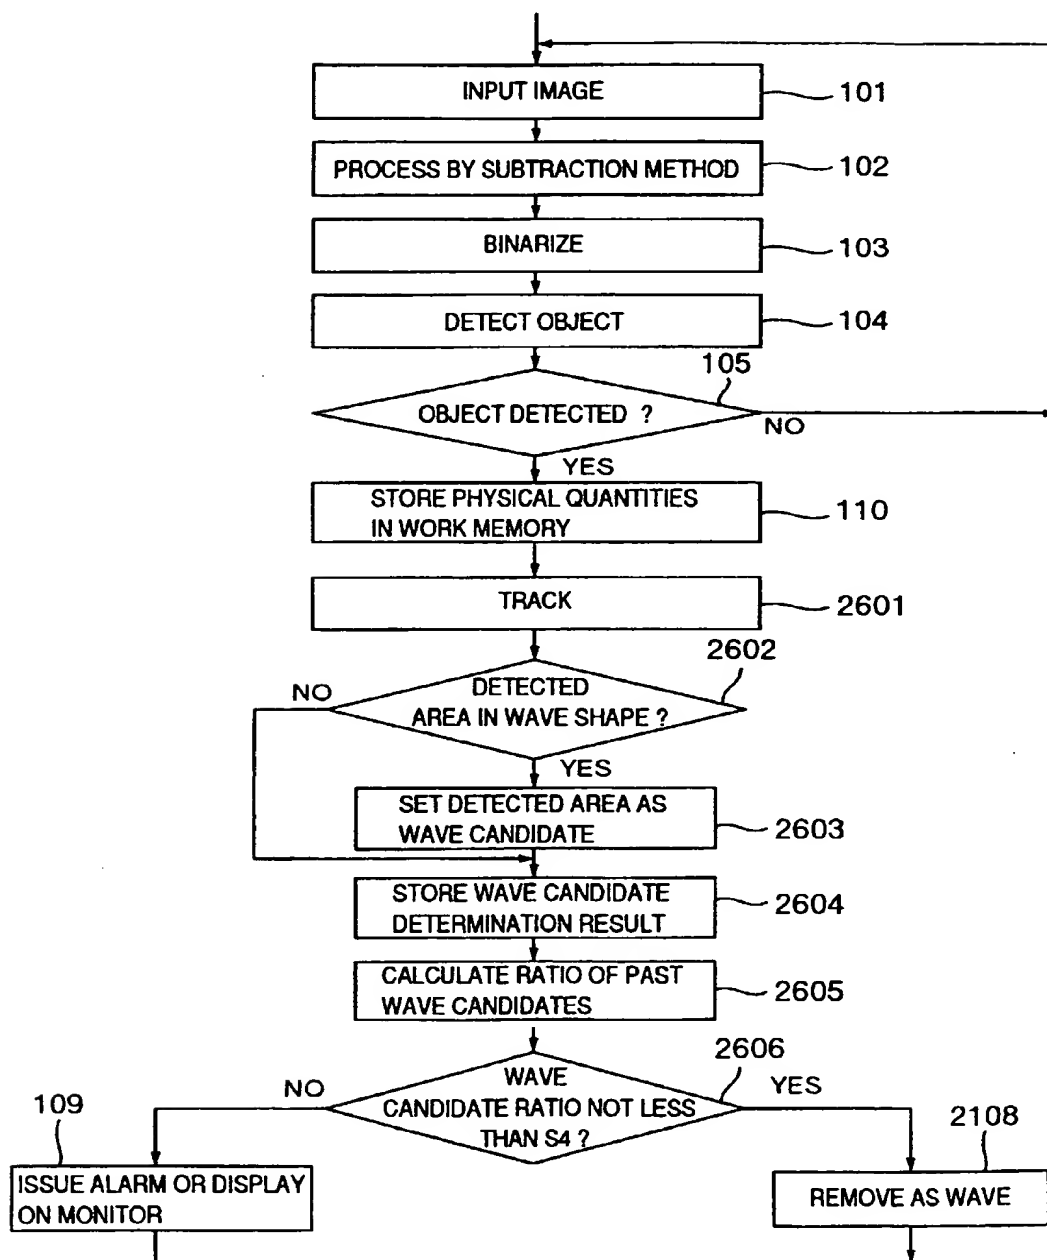 INPUT IMAGE
101
PROCESS BY SUBTRACTION METHOD
102
BINARIZE
103
DETECT OBJECT
104
105
OBJECT DETECTED ?
NO
YES
STORE PHYSICAL QUANTITIES
IN WORK MEMORY
110
TRACK
2601
2602
NO
DETECTED
AREA IN WAVE SHAPE ?
YES
SET DETECTED AREA AS
WAVE CANDIDATE
2603
STORE WAVE CANDIDATE
DETERMINATION RESULT
2604
CALCULATE RATIO OF PAST
WAVE CANDIDATES
2605
2606
NO
WAVE
CANDIDATE RATIO NOT LESS
THAN S4 ?
YES
109
2108
ISSUE ALARM OR DISPLAY
ON MONITOR
REMOVE AS WAVE